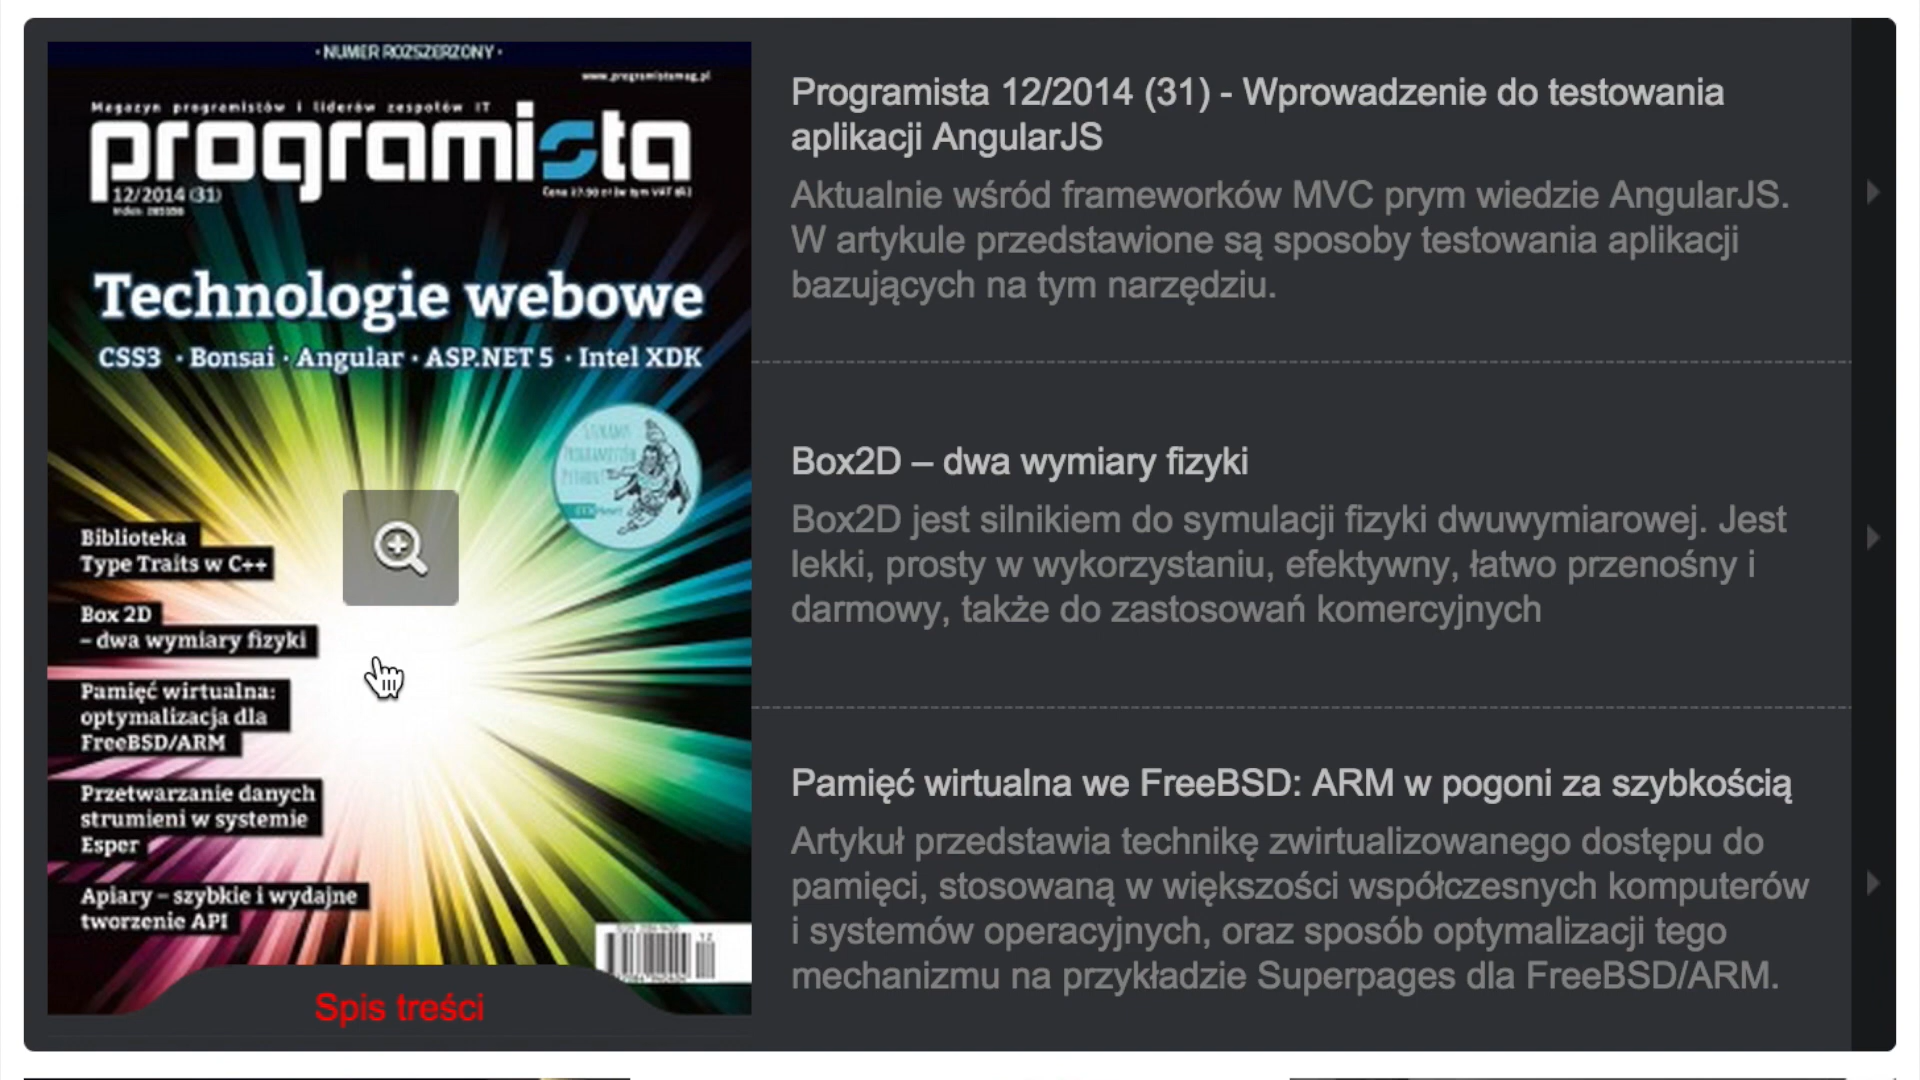 · NUMER ROZSZERZONY ·
www.programistamag.pl
Magazyn programistów i liderów zespołów IT
programista
12/2014 (31)
Technologie webowe
CSS3 · Bonsai · Angular · ASP.NET 5 · Intel XDK
Biblioteka
Type Traits w C++
Box 2D
– dwa wymiary fizyki
Pamięć wirtualna:
optymalizacja dla
FreeBSD/ARM
Przetwarzanie danych
strumieni w systemie
Esper
Apiary – szybkie i wydajne
tworzenie API
Spis treści
Programista 12/2014 (31) - Wprowadzenie do testowania
aplikacji AngularJS
Aktualnie wśród frameworków MVC prym wiedzie AngularJS.
W artykule przedstawione są sposoby testowania aplikacji
bazujących na tym narzędziu.
Box2D – dwa wymiary fizyki
Box2D jest silnikiem do symulacji fizyki dwuwymiarowej. Jest
lekki, prosty w wykorzystaniu, efektywny, łatwo przenośny i
darmowy, także do zastosowań komercyjnych
Pamięć wirtualna we FreeBSD: ARM w pogoni za szybkością
Artykuł przedstawia technikę zwirtualizowanego dostępu do
pamięci, stosowaną w większości współczesnych komputerów
i systemów operacyjnych, oraz sposób optymalizacji tego
mechanizmu na przykładzie Superpages dla FreeBSD/ARM.